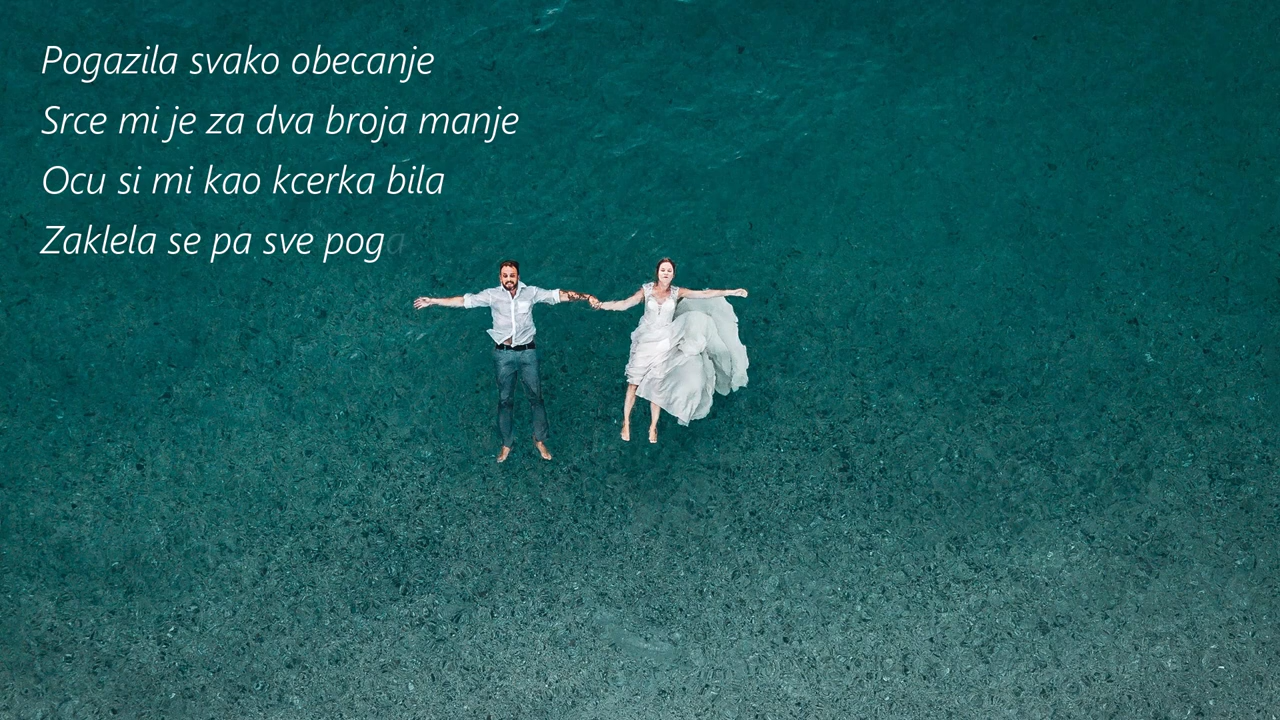 Pogazila svako obecanje
Srce mi je za dva broja manje
Ocu si mi kao kcerka bila
Zaklela se pa sve poga